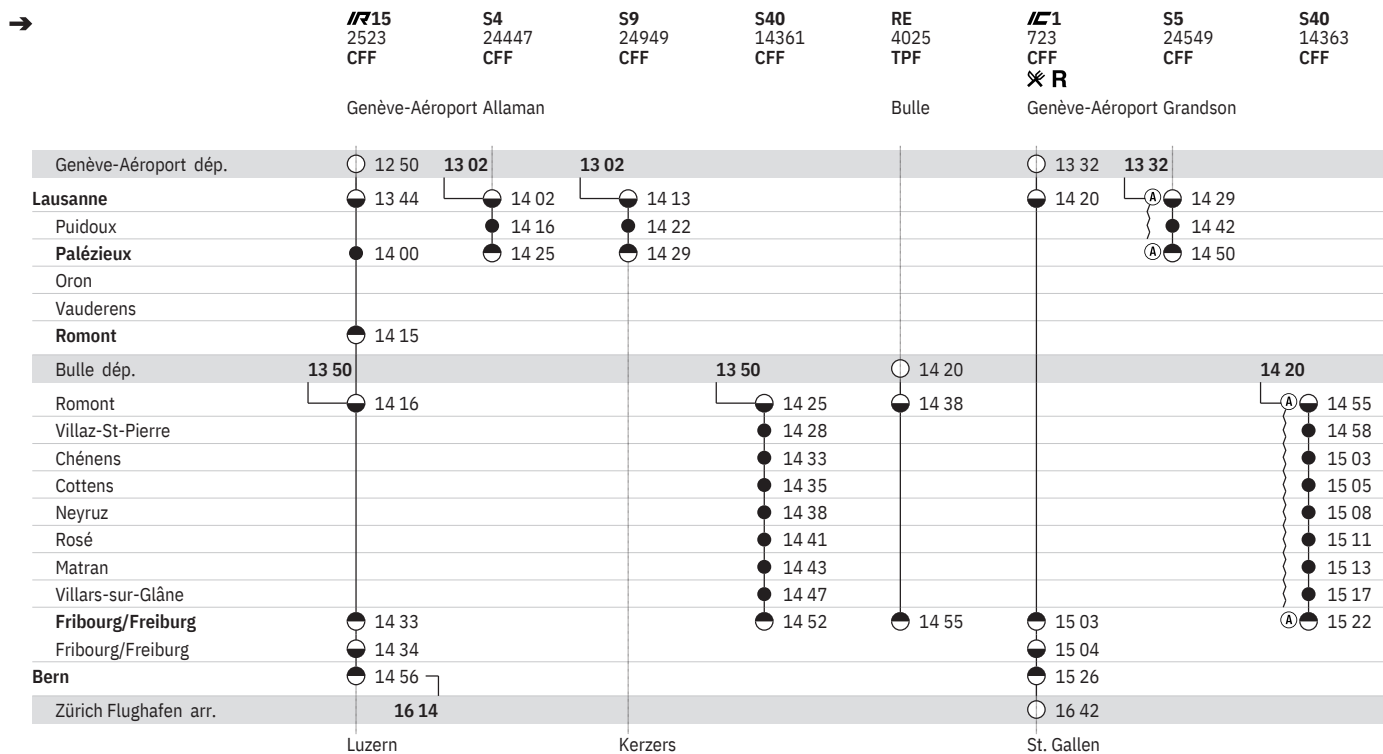 ➔ IR15 S4 S9 S40 RE IC1 S5 S40
2523 24447 24949 14361 4025 723 24549 14363
CFF CFF CFF CFF TPF CFF CFF CFF
R
Genève-Aéroport Allaman Bulle Genève-Aéroport Grandson
Genève-Aéroport dép. 12 50 13 02 13 02 13 32 13 32
Lausanne 13 44 14 02 14 13 14 20 A 14 29
Puidoux 14 16 14 22 14 42
Palézieux 14 00 14 25 14 29 A 14 50
Oron
Vauderens
Romont 14 15
Bulle dép. 13 50 13 50 14 20 14 20
Romont 14 16 14 25 14 38 A 14 55
Villaz-St-Pierre 14 28 14 58
Chénens 14 33 15 03
Cottens 14 35 15 05
Neyruz 14 38 15 08
Rosé 14 41 15 11
Matran 14 43 15 13
Villars-sur-Glâne 14 47 15 17
Fribourg/Freiburg 14 33 14 52 14 55 15 03 A 15 22
Fribourg/Freiburg 14 34 15 04
Bern 14 56 15 26
Zürich Flughafen arr. 16 14 16 42
Luzern Kerzers St. Gallen